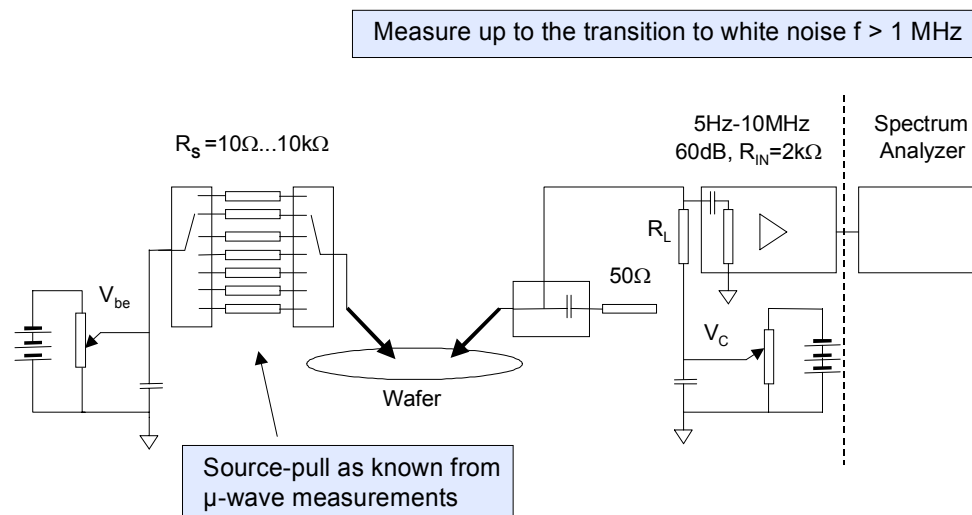 Measure up to the transition to white noise f > 1 MHz
R_S =10Ω...10kΩ
5Hz-10MHz
60dB, R_IN=2kΩ
Spectrum
Analyzer
R_L
50Ω
V_be
V_C
Wafer
Source-pull as known from
µ-wave measurements